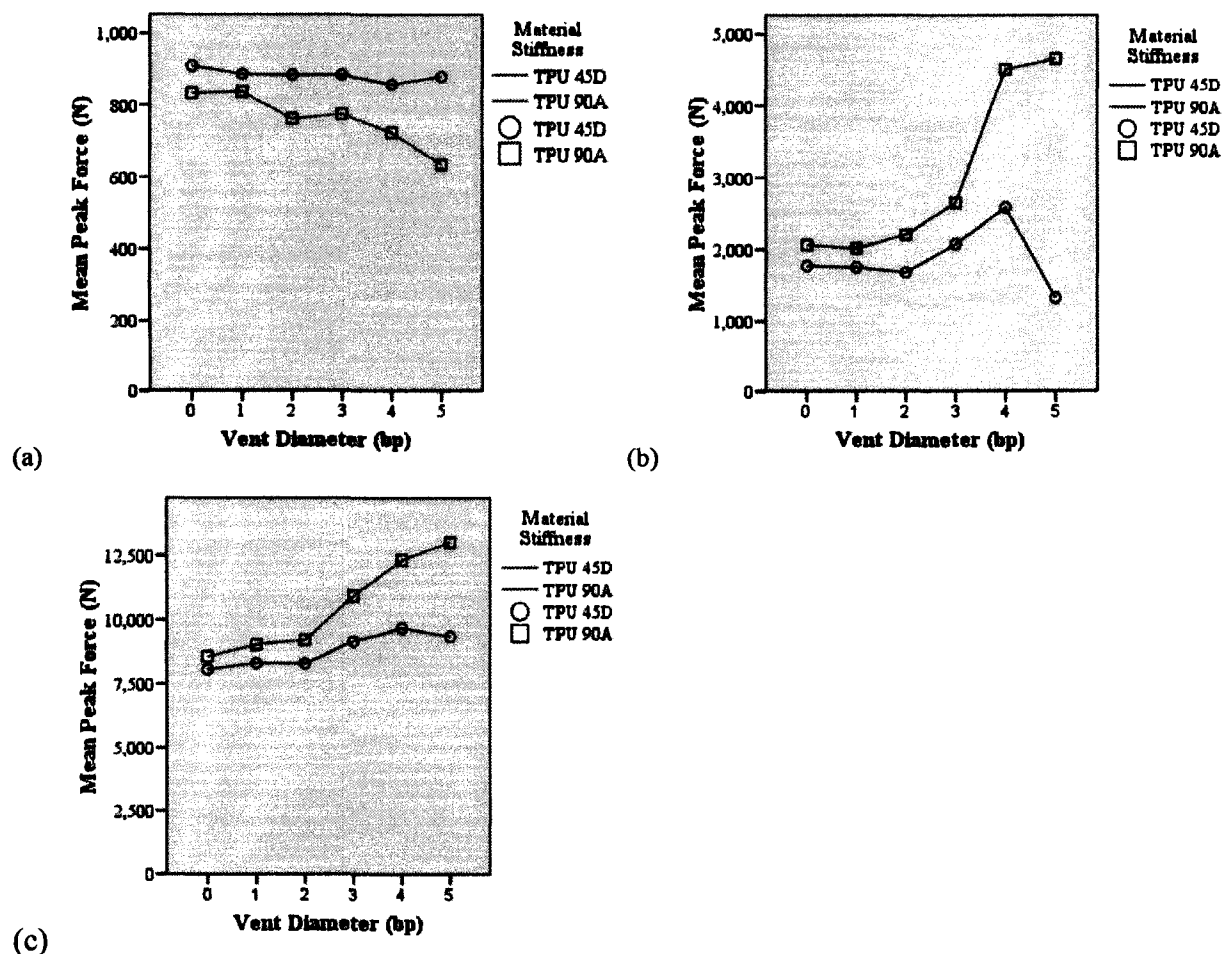 Mean Peak Force (N)
1,000
800
600
400
200
0
0 1 2 3 4 5
Vent Diameter (bp)
Material
Stiffness
TPU 45D
TPU 90A
TPU 45D
TPU 90A
(a)
Mean Peak Force (N)
5,000
4,000
3,000
2,000
1,000
0
0 1 2 3 4 5
Vent Diameter (bp)
Material
Stiffness
TPU 45D
TPU 90A
TPU 45D
TPU 90A
(b)
Mean Peak Force (N)
12,500
10,000
7,500
5,000
2,500
0
0 1 2 3 4 5
Vent Diameter (bp)
Material
Stiffness
TPU 45D
TPU 90A
TPU 45D
TPU 90A
(c)